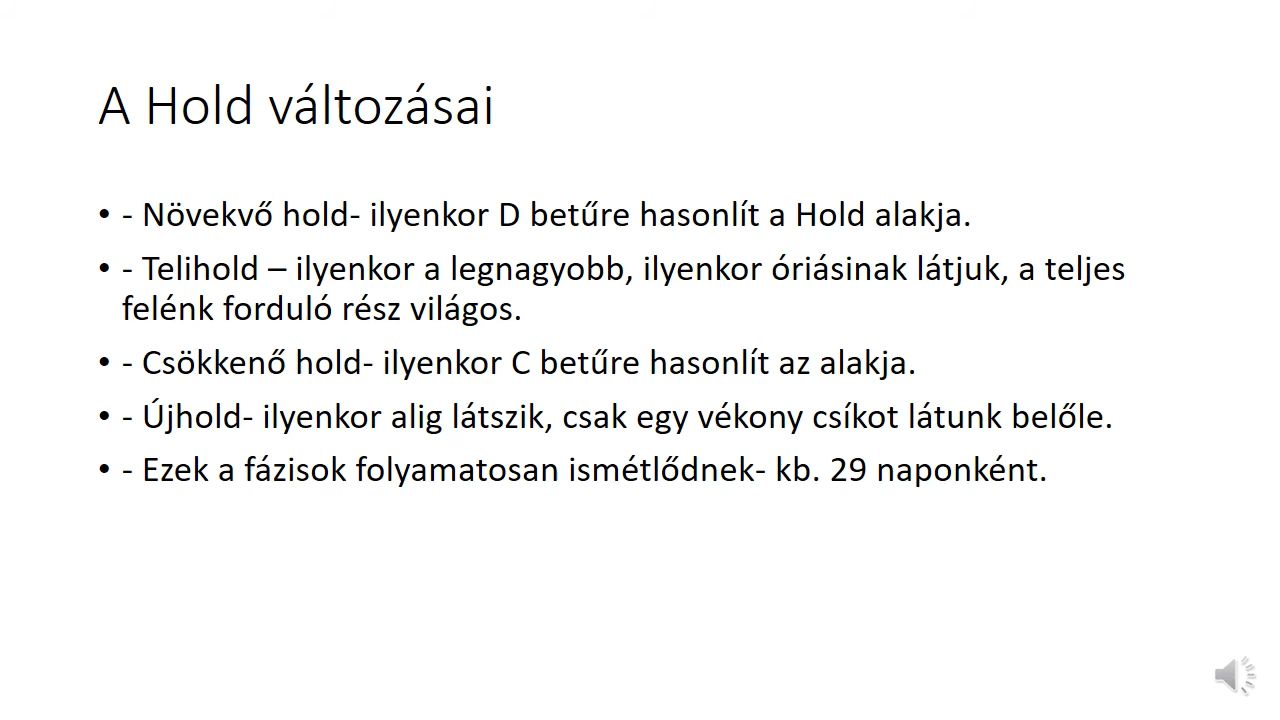 A Hold változásai
• - Növekvő hold- ilyenkor D betűre hasonlít a Hold alakja.
• - Telihold – ilyenkor a legnagyobb, ilyenkor óriásinak látjuk, a teljes
felénk forduló rész világos.
• - Csökkenő hold- ilyenkor C betűre hasonlít az alakja.
• - Újhold- ilyenkor alig látszik, csak egy vékony csíkot látunk belőle.
• - Ezek a fázisok folyamatosan ismétlődnek- kb. 29 naponként.